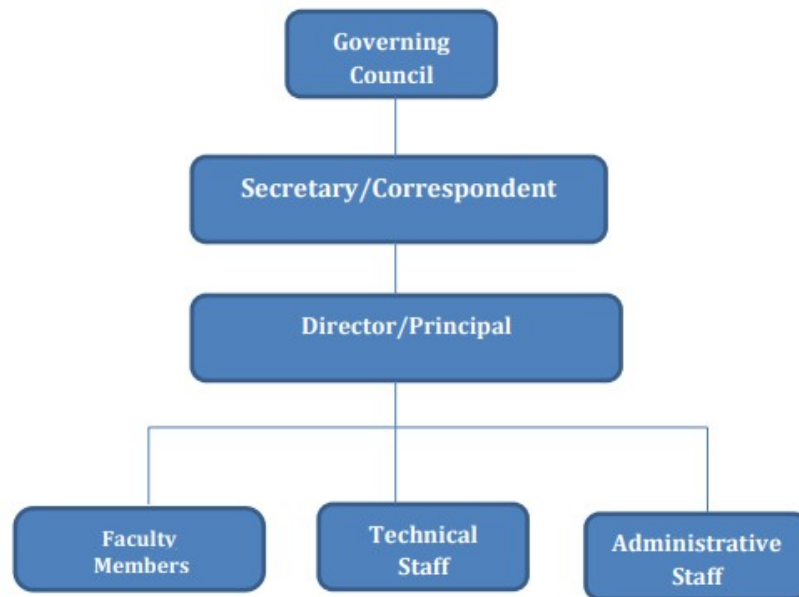 Governing
Council
Secretary/Correspondent
Director/Principal
Faculty
Members
Technical
Staff
Administrative
Staff